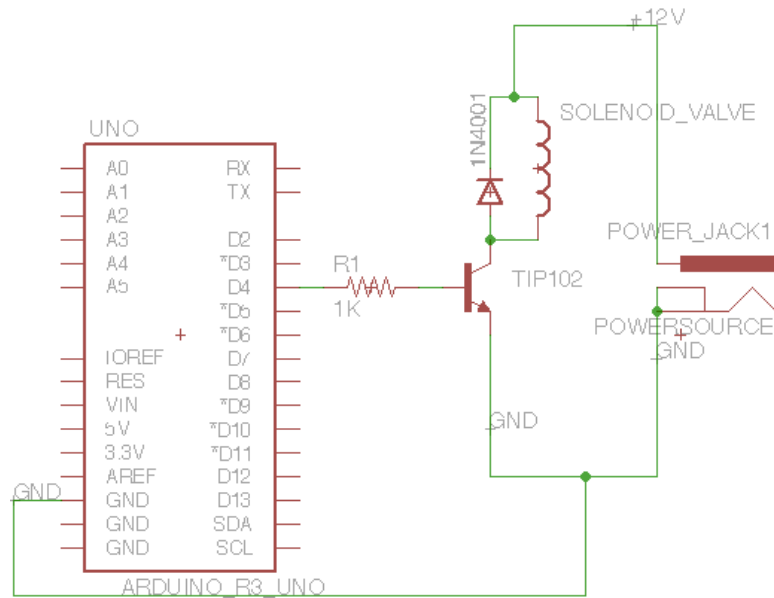 +12V
1N4001
SOLENOID_VALVE
UNO
A0 RX
A1 TX
A2
A3 D2
A4 *D3
A5 D4
*D5
*D6
IOREF D7
RES D8
VIN *D9
5V *D10
3.3V *D11
AREF D12
GND GND D13
GND SDA
GND SCL
ARDUINO_R3_UNO
R1
1K
TIP102
GND
POWER_JACK1
POWERSOURCE
GND